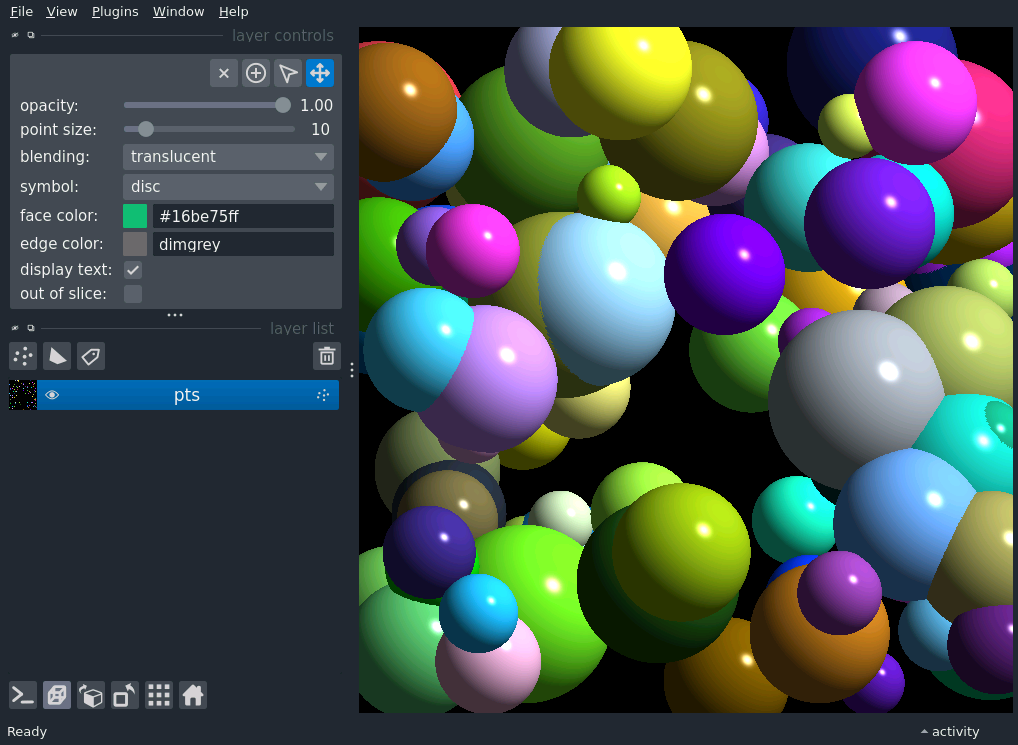 File View Plugins Window Help
layer controls
opacity: 1.00
point size: 10
blending: translucent
symbol: disc
face color: #16be75ff
edge color: dimgrey
display text:
out of slice:
layer list
pts
Ready activity